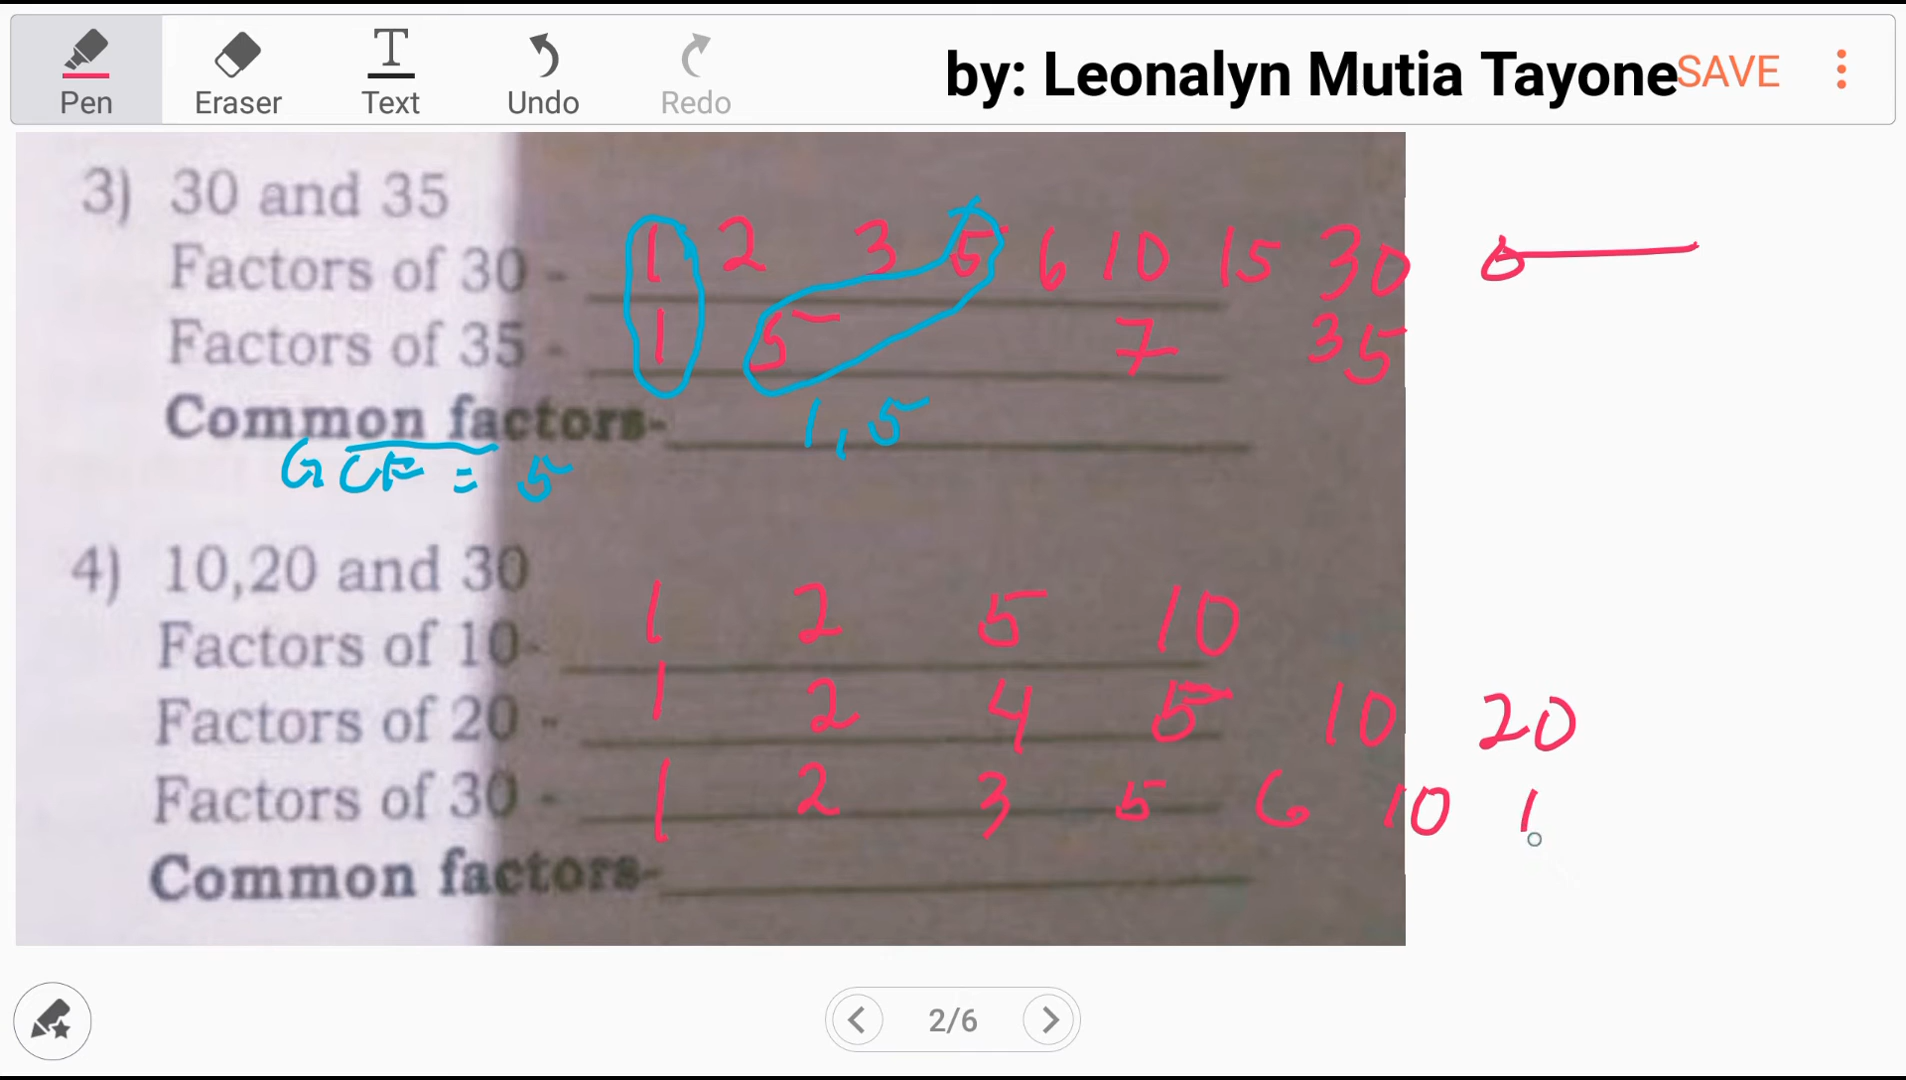 Pen Eraser Text Undo Redo by: Leonalyn Mutia Tayone SAVE
3) 30 and 35
Factors of 30 - 1 2 3 5 6 10 15 30
Factors of 35 - 1 5 7 35
Common factors- 1, 5
GCF = 5
4) 10,20 and 30
Factors of 10- 1 2 5 10
Factors of 20 - 1 2 4 5 10 20
Factors of 30 - 1 2 3 5 6 10 1
Common factors-
2/6